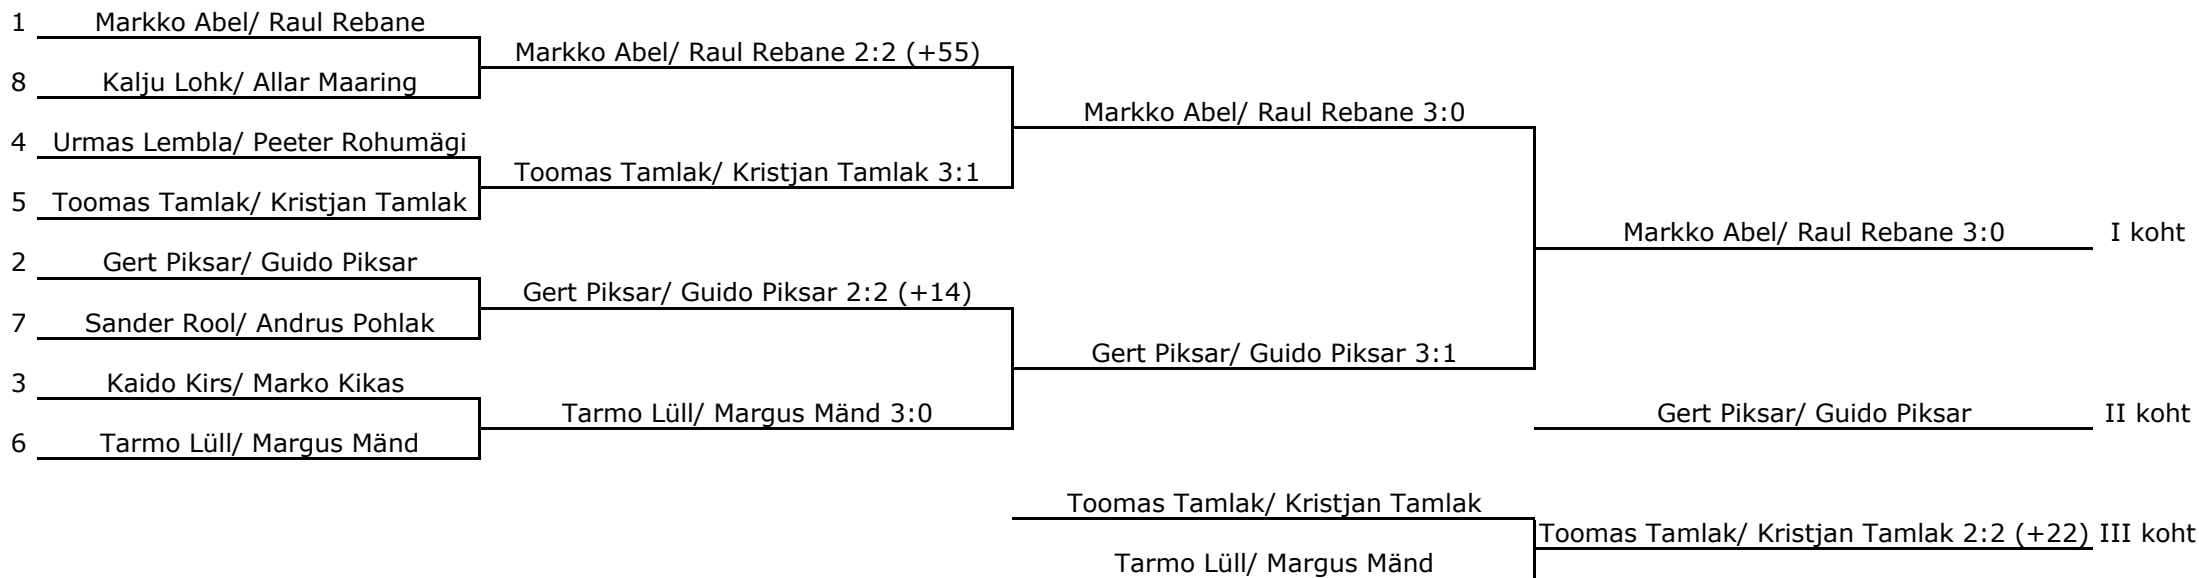 1 Markko Abel/ Raul Rebane
Markko Abel/ Raul Rebane 2:2 (+55)
8 Kalju Lohk/ Allar Maaring
Markko Abel/ Raul Rebane 3:0
4 Urmas Lembla/ Peeter Rohumägi
Toomas Tamlak/ Kristjan Tamlak 3:1
5 Toomas Tamlak/ Kristjan Tamlak
Markko Abel/ Raul Rebane 3:0 I koht
2 Gert Piksar/ Guido Piksar
Gert Piksar/ Guido Piksar 2:2 (+14)
7 Sander Rool/ Andrus Pohlak
Gert Piksar/ Guido Piksar 3:1
3 Kaido Kirs/ Marko Kikas
Tarmo Lüll/ Margus Mänd 3:0
Gert Piksar/ Guido Piksar II koht
6 Tarmo Lüll/ Margus Mänd
Toomas Tamlak/ Kristjan Tamlak
Toomas Tamlak/ Kristjan Tamlak 2:2 (+22) III koht
Tarmo Lüll/ Margus Mänd